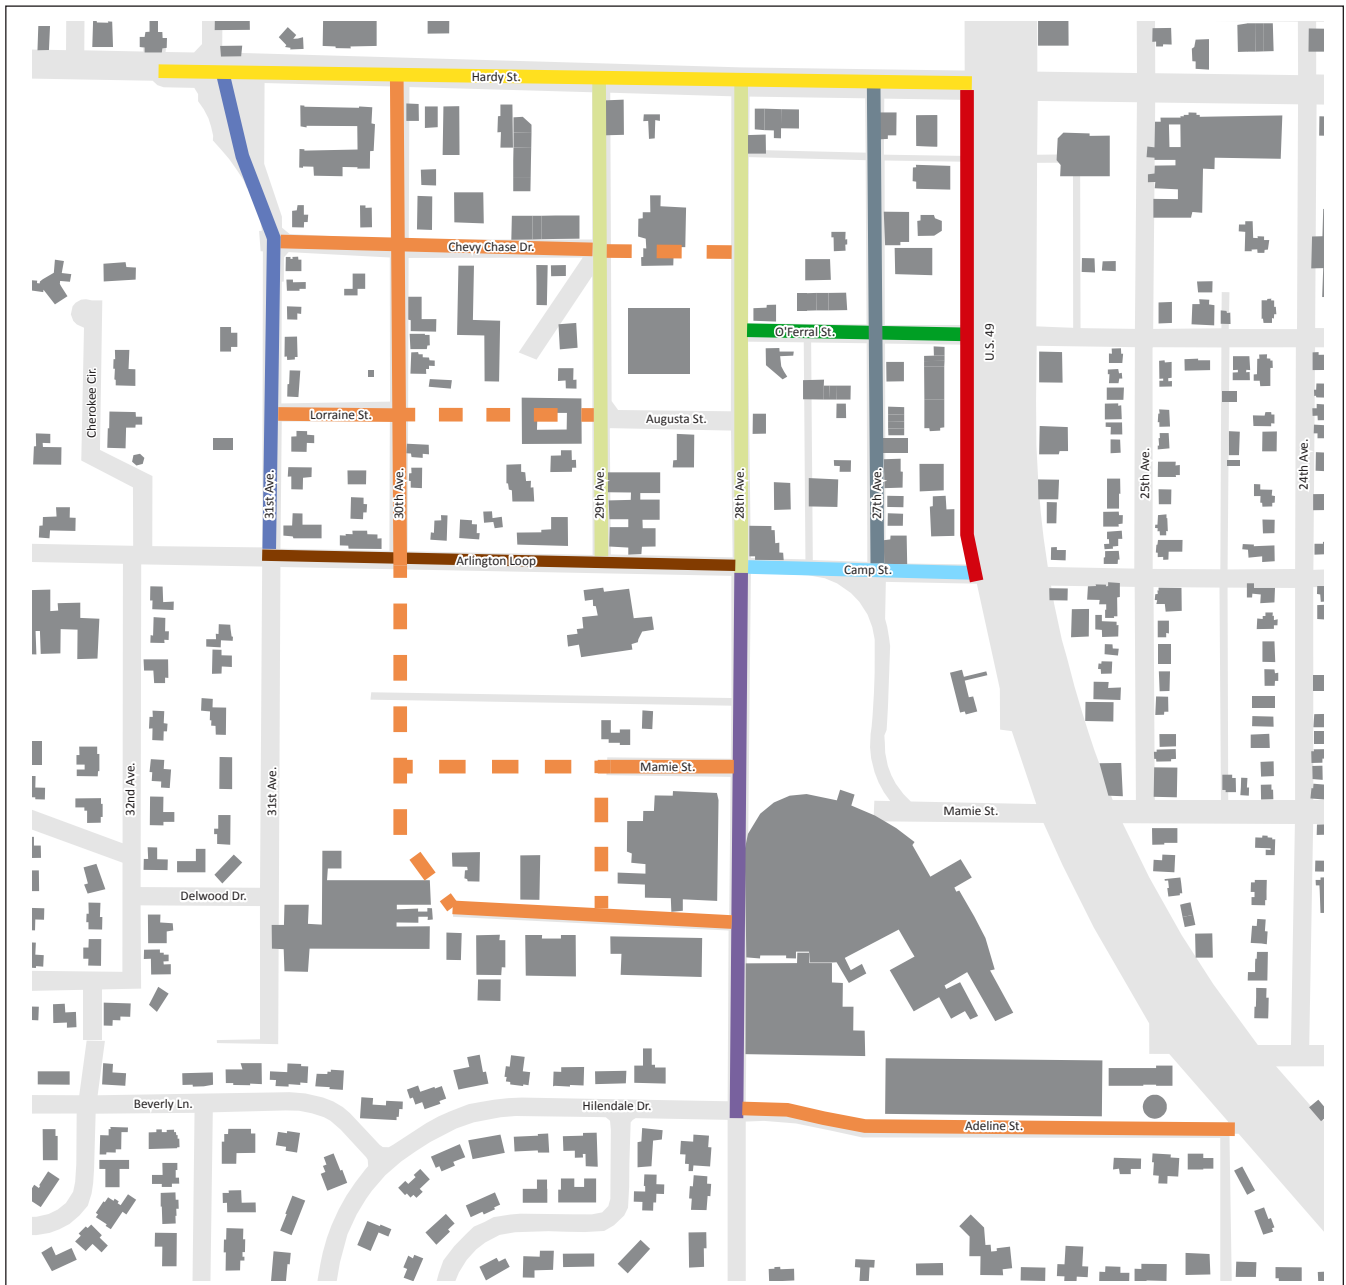 Hardy St.
Chevy Chase Dr.
O'Ferral St.
U.S. 49
Cherokee Cir.
Lorraine St.
Augusta St.
31st Ave.
30th Ave.
29th Ave.
28th Ave.
27th Ave.
25th Ave.
24th Ave.
Arlington Loop
Camp St.
Mamie St.
32nd Ave.
31st Ave.
Mamie St.
Delwood Dr.
Beverly Ln.
Hilendale Dr.
Adeline St.